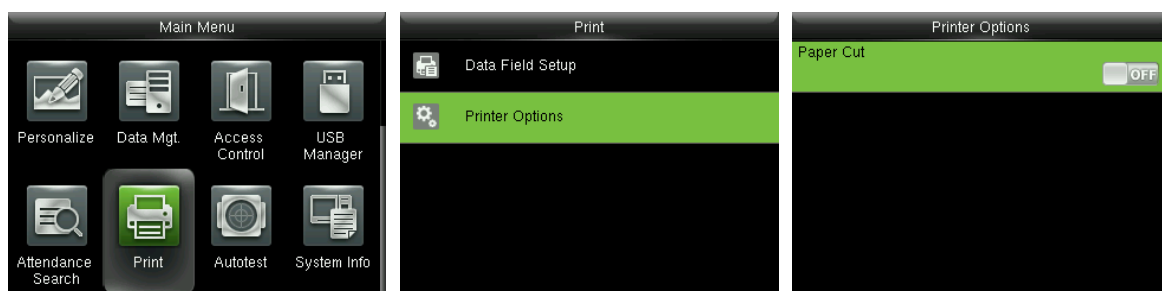 Main Menu
Personalize
Data Mgt.
Access
Control
USB
Manager
Attendance
Search
Print
Autotest
System Info
Print
Data Field Setup
Printer Options
Printer Options
Paper Cut
OFF